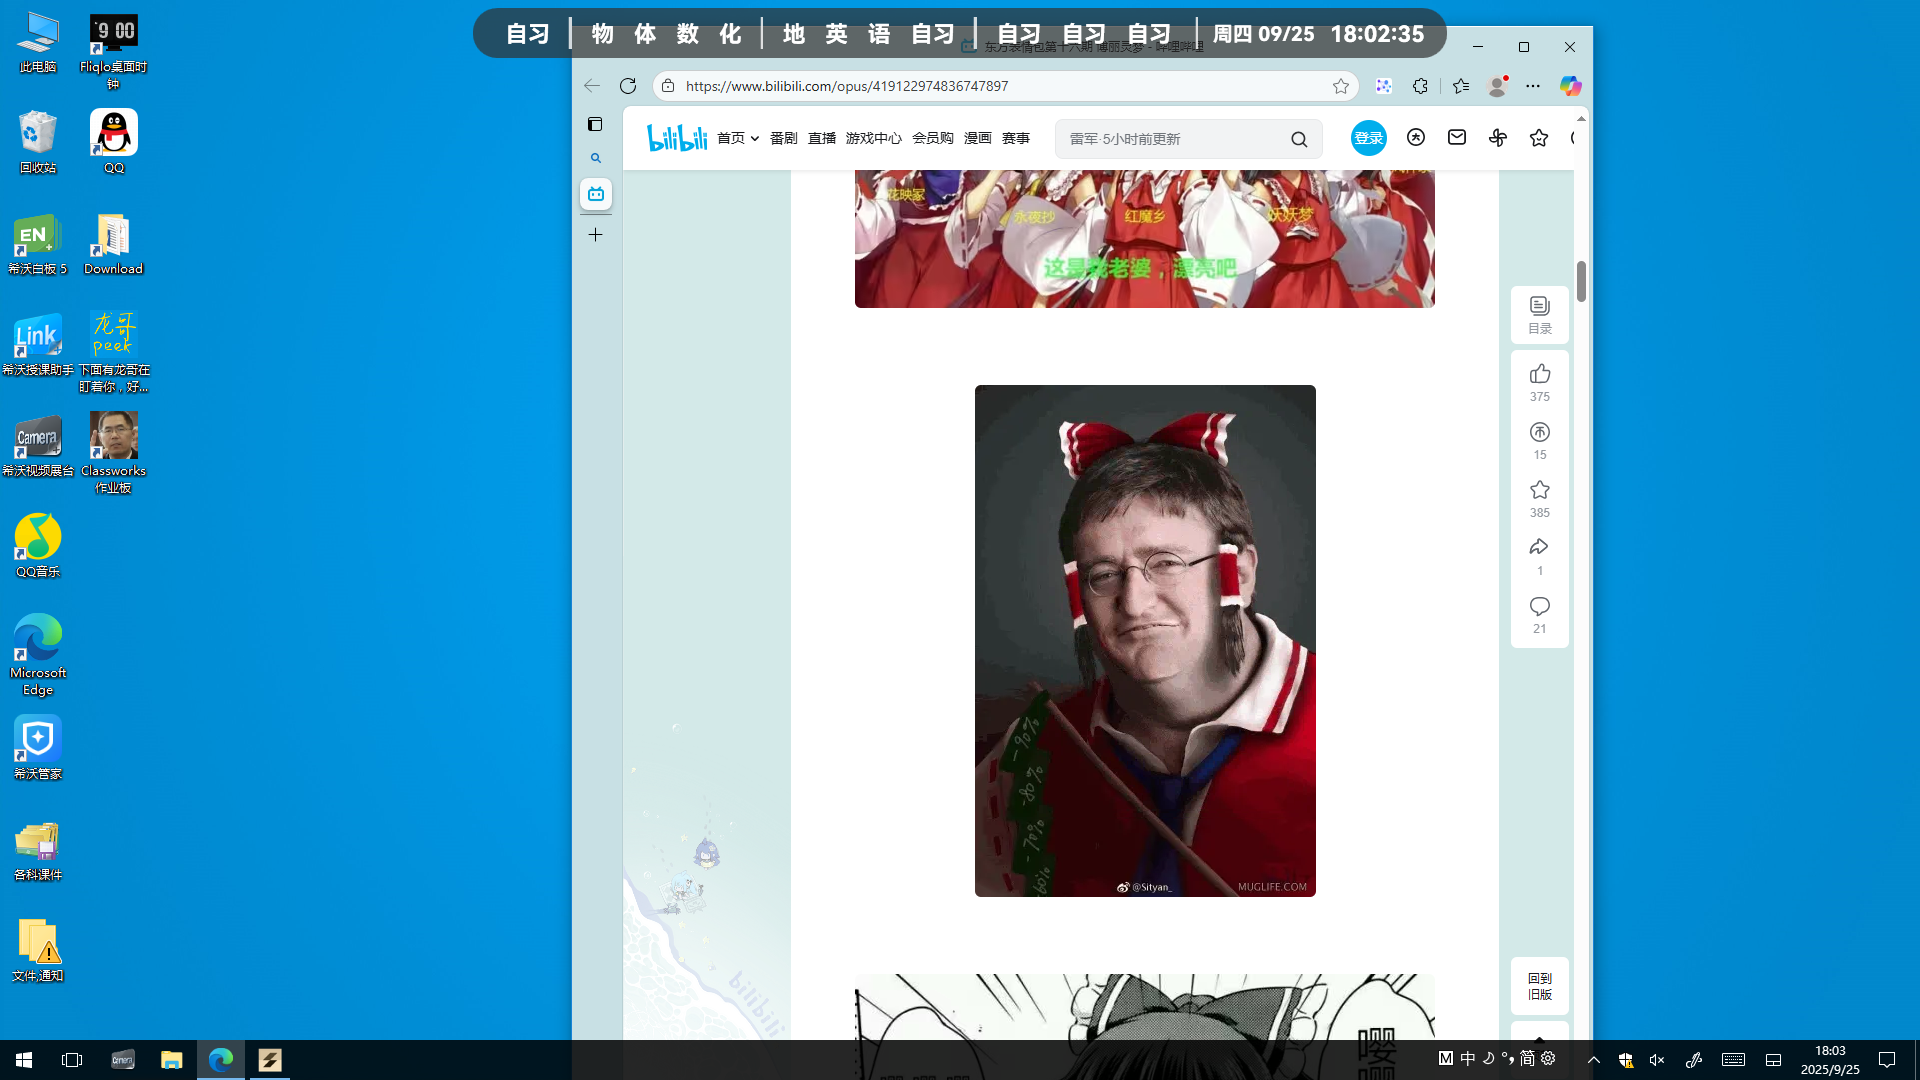 自习 | 物 体 数 化 | 地 英 语 自习 | 自习 自习 自习 | 周四 09/25 18:02:35
东方表情包第十六期 博丽灵梦 - 哔哩哔哩
https://www.bilibili.com/opus/419122974836747897
bilibili 首页 番剧 直播 游戏中心 会员购 漫画 赛事 雷军·5小时前更新 登录
此电脑
Fliqlo桌面时
钟
9 00
回收站
QQ
EN
希沃白板 5
Download
Link
希沃授课助手
龙哥
peek
下面有龙哥在
盯着你，好...
Camera
希沃视频展台
Classworks
作业板
QQ音乐
Microsoft
Edge
希沃管家
各科课件
文件,通知
花映冢
永夜抄
红魔乡
妖妖梦
这是我老婆，漂亮吧
-90%
-80%
-70%
-60%
@Sityan_
MUGLIFE.COM
嘤
目录
375
15
385
1
21
回到
旧版
bilibili
Camera
M 中 简
18:03
2025/9/25